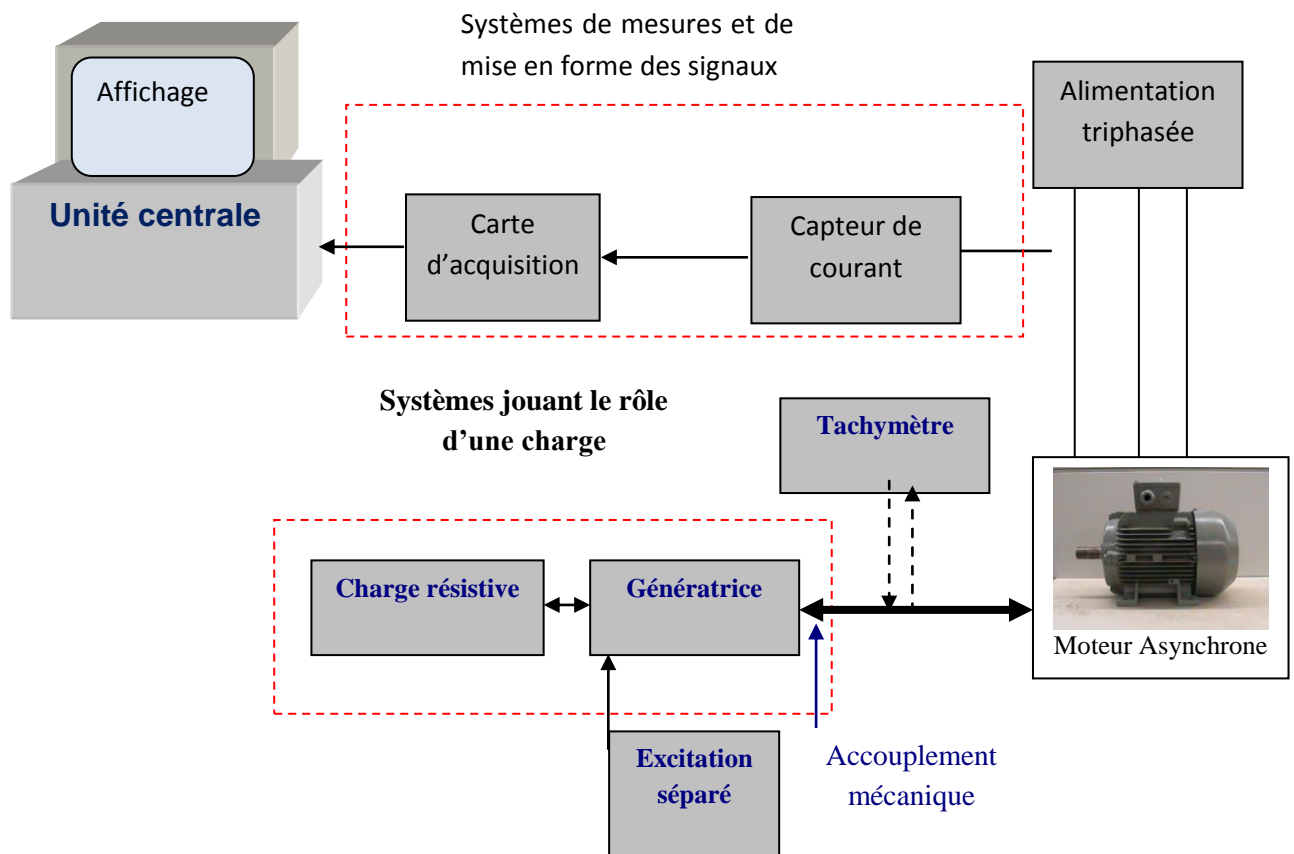 Systèmes de mesures et de
mise en forme des signaux
Affichage
Unité centrale
Alimentation
triphasée
Carte
d’acquisition
Capteur de
courant
Systèmes jouant le rôle
d’une charge
Tachymètre
Charge résistive
Génératrice
Moteur Asynchrone
Excitation
séparé
Accouplement
mécanique